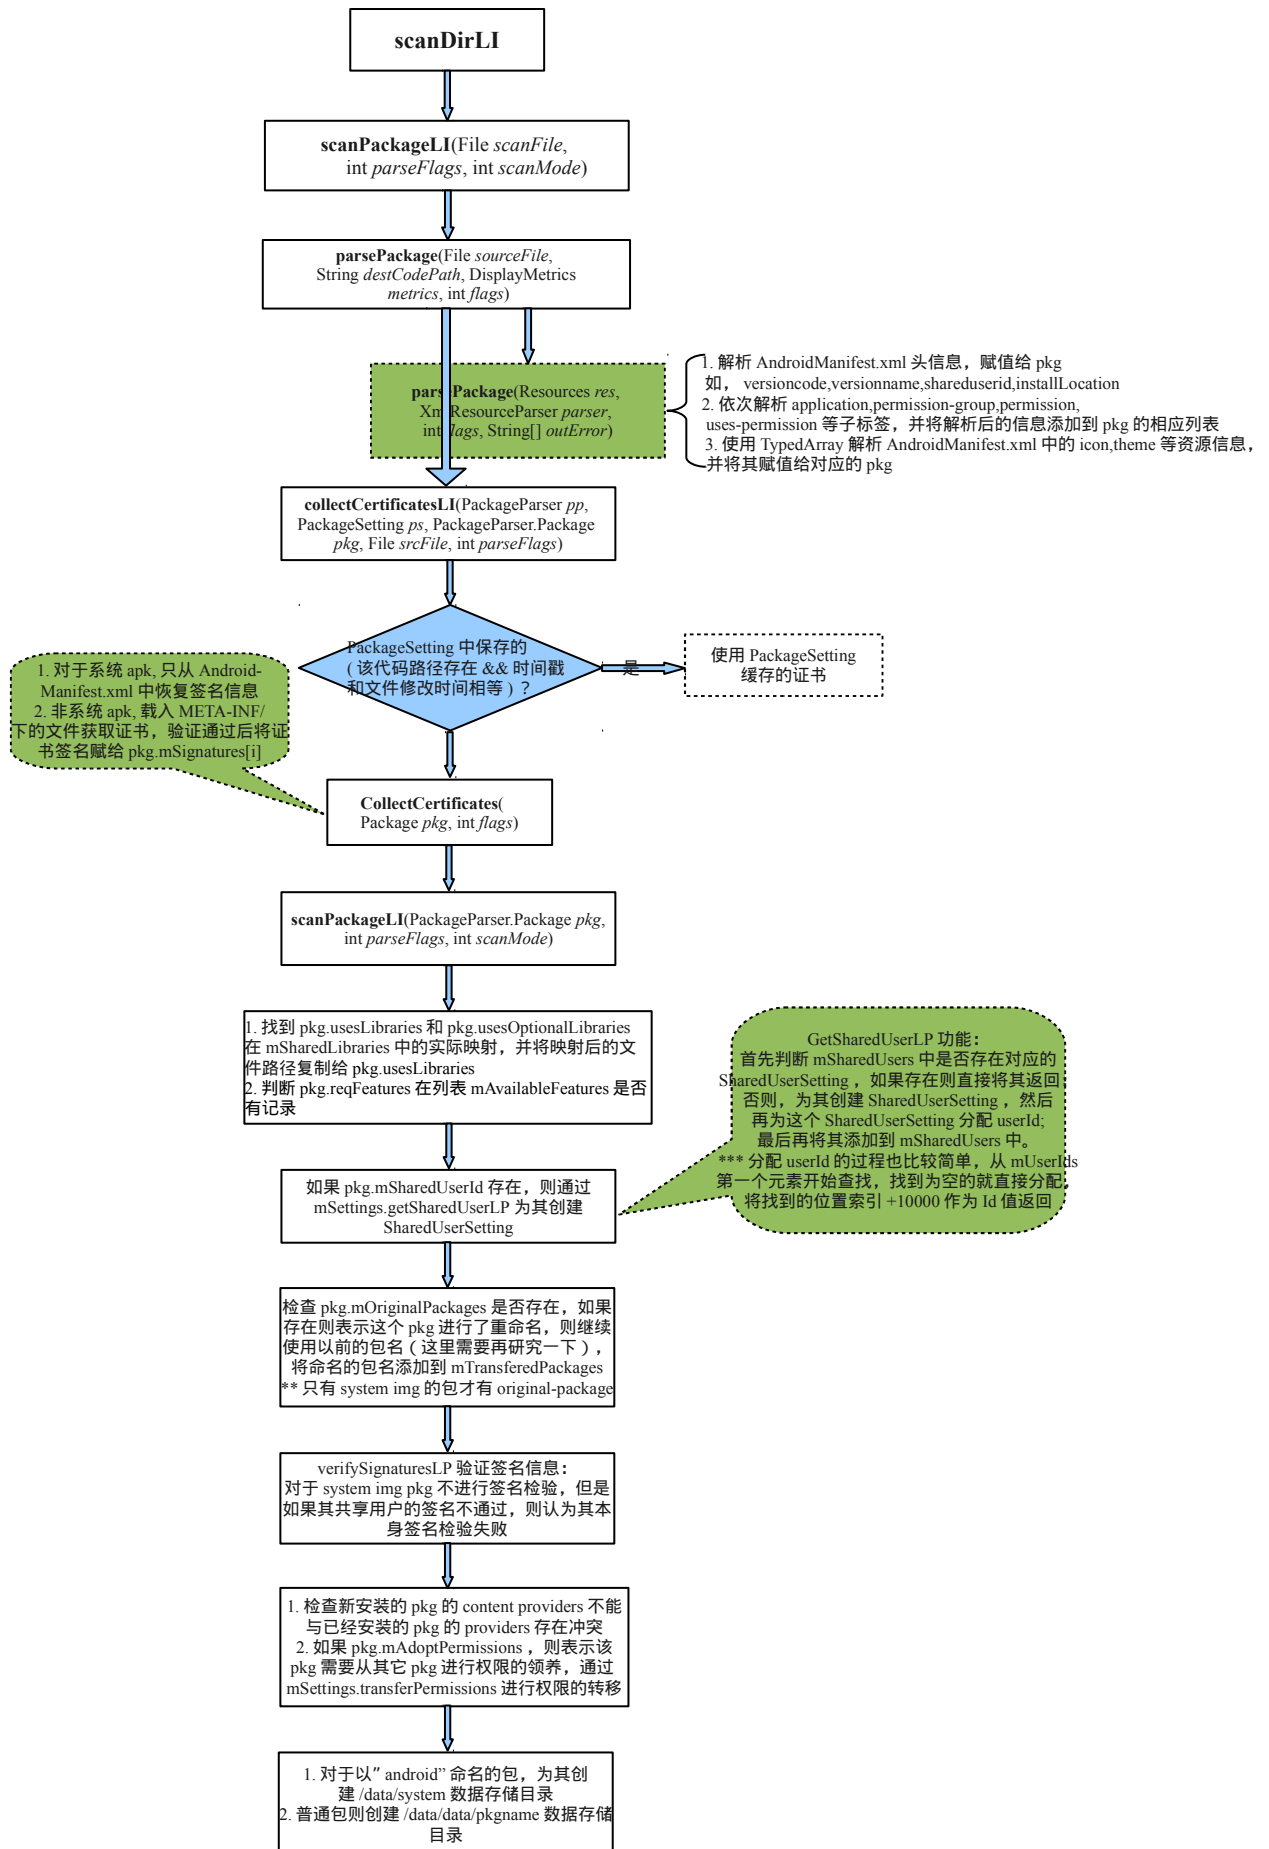 scanDirLI
scanPackageLI(File scanFile,
int parseFlags, int scanMode)
parsePackage(File sourceFile,
String destCodePath, DisplayMetrics
metrics, int flags)
parsePackage(Resources res,
XmlResourceParser parser,
int flags, String[] outError)
1. 解析 AndroidManifest.xml 头信息，赋值给 pkg
如， versioncode,versionname,shareduserid,installLocation
2. 依次解析 application,permission-group,permission,
uses-permission 等子标签，并将解析后的信息添加到 pkg 的相应列表
3. 使用 TypedArray 解析 AndroidManifest.xml 中的 icon,theme 等资源信息，
并将其赋值给对应的 pkg
collectCertificatesLI(PackageParser pp,
PackageSetting ps, PackageParser.Package
pkg, File srcFile, int parseFlags)
PackageSetting 中保存的
( 该代码路径存在 && 时间戳
和文件修改时间相等 ) ？
是
使用 PackageSetting
缓存的证书
1. 对于系统 apk, 只从 Android-
Manifest.xml 中恢复签名信息
2. 非系统 apk, 载入 META-INF/
下的文件获取证书，验证通过后将证
书签名赋给 pkg.mSignatures[i]
CollectCertificates(
Package pkg, int flags)
scanPackageLI(PackageParser.Package pkg,
int parseFlags, int scanMode)
1. 找到 pkg.usesLibraries 和 pkg.usesOptionalLibraries
在 mSharedLibraries 中的实际映射，并将映射后的文
件路径复制给 pkg.usesLibraries
2. 判断 pkg.reqFeatures 在列表 mAvailableFeatures 是否
有记录
GetSharedUserLP 功能：
首先判断 mSharedUsers 中是否存在对应的
SharedUserSetting ，如果存在则直接将其返回；
否则，为其创建 SharedUserSetting ，然后
再为这个 SharedUserSetting 分配 userId;
最后再将其添加到 mSharedUsers 中。
*** 分配 userId 的过程也比较简单，从 mUserIds
第一个元素开始查找，找到为空的就直接分配，
将找到的位置索引 +10000 作为 Id 值返回
如果 pkg.mSharedUserId 存在，则通过
mSettings.getSharedUserLP 为其创建
SharedUserSetting
检查 pkg.mOriginalPackages 是否存在，如果
存在则表示这个 pkg 进行了重命名，则继续
使用以前的包名 ( 这里需要再研究一下 ) ，
将命名的包名添加到 mTransferedPackages
** 只有 system img 的包才有 original-package
verifySignaturesLP 验证签名信息：
对于 system img pkg 不进行签名检验，但是
如果其共享用户的签名不通过，则认为其本
身签名检验失败
1. 检查新安装的 pkg 的 content providers 不能
与已经安装的 pkg 的 providers 存在冲突
2. 如果 pkg.mAdoptPermissions ，则表示该
pkg 需要从其它 pkg 进行权限的领养，通过
mSettings.transferPermissions 进行权限的转移
1. 对于以” android” 命名的包，为其创
建 /data/system 数据存储目录
2. 普通包则创建 /data/data/pkgname 数据存储
目录